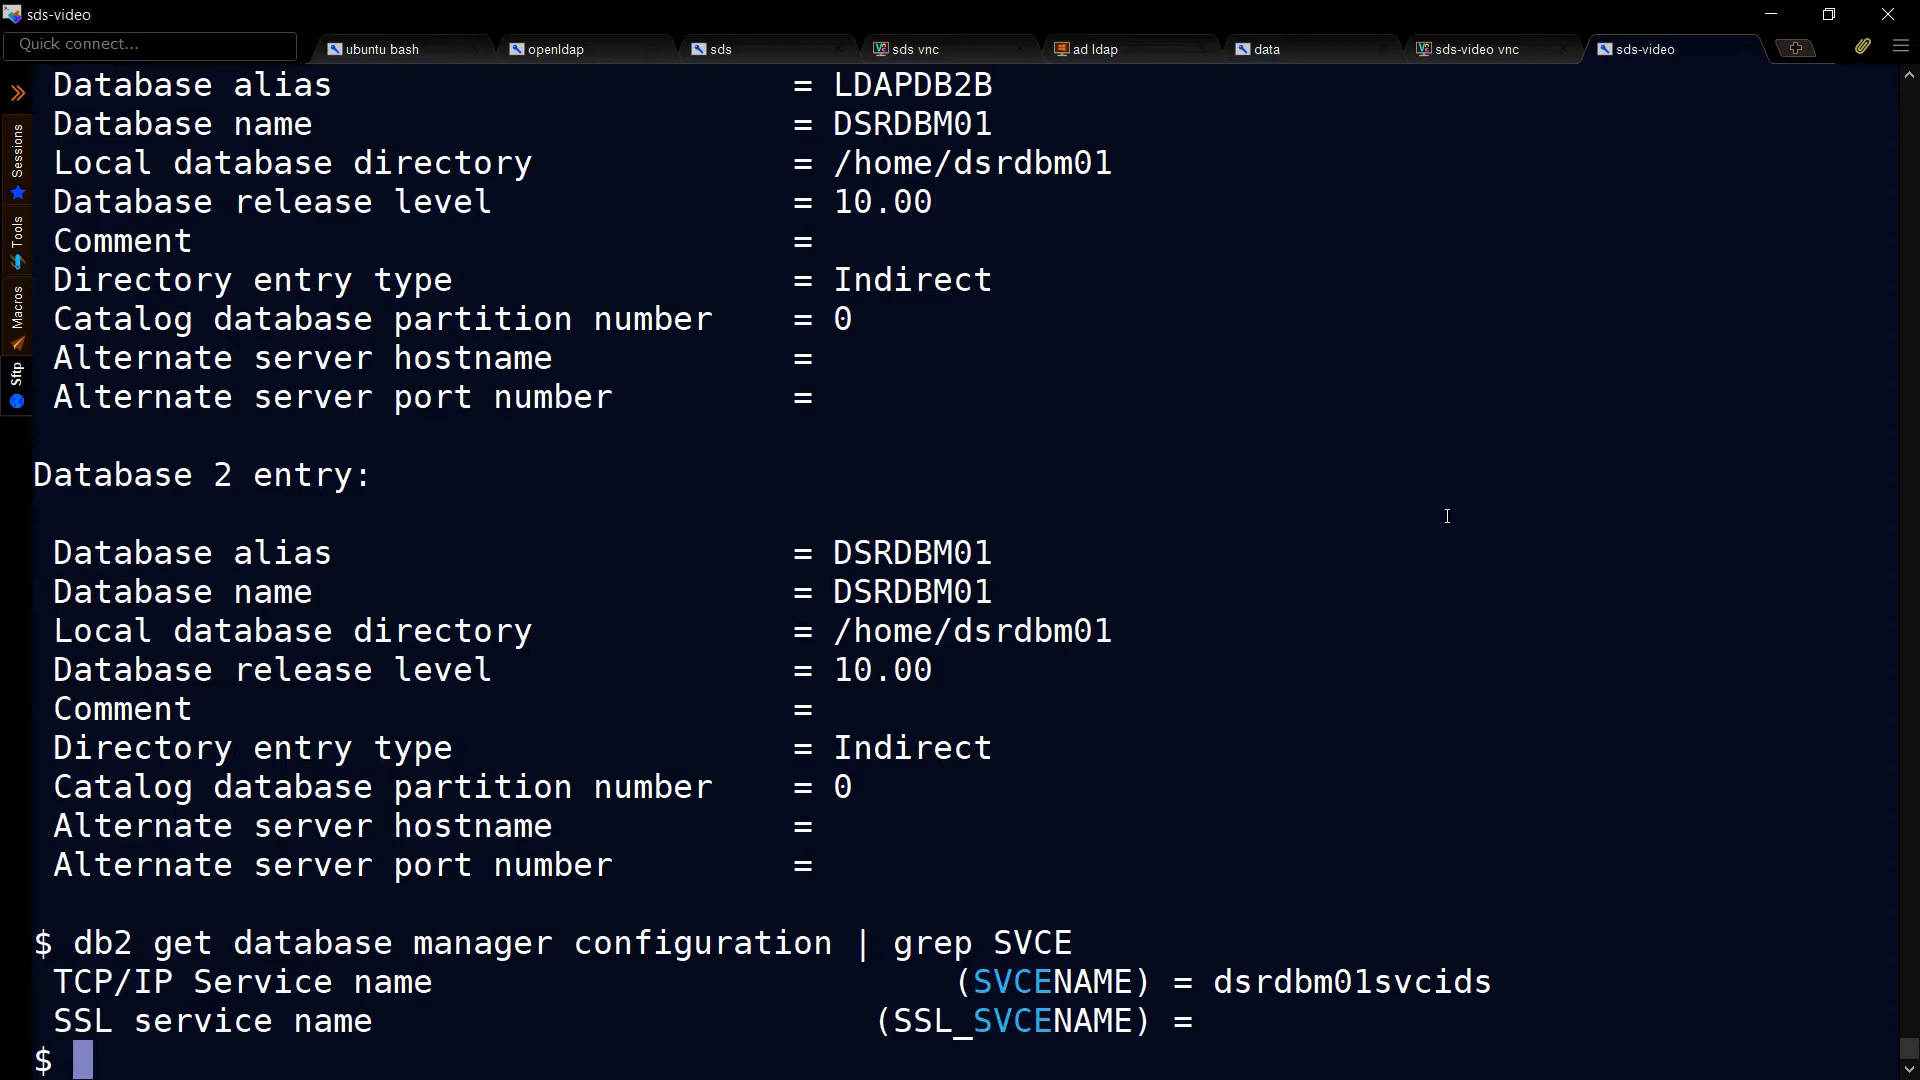 sds-video
Quick connect...
ubuntu bash
openldap
sds
sds vnc
ad ldap
data
sds-video vnc
sds-video
Sessions
Tools
Macros
Sftp
Database alias = LDAPDB2B
Database name = DSRDBM01
Local database directory = /home/dsrdbm01
Database release level = 10.00
Comment =
Directory entry type = Indirect
Catalog database partition number = 0
Alternate server hostname =
Alternate server port number =
Database 2 entry:
Database alias = DSRDBM01
Database name = DSRDBM01
Local database directory = /home/dsrdbm01
Database release level = 10.00
Comment =
Directory entry type = Indirect
Catalog database partition number = 0
Alternate server hostname =
Alternate server port number =
$ db2 get database manager configuration | grep SVCE
TCP/IP Service name (SVCENAME) = dsrdbm01svcids
SSL service name (SSL_SVCENAME) =
$